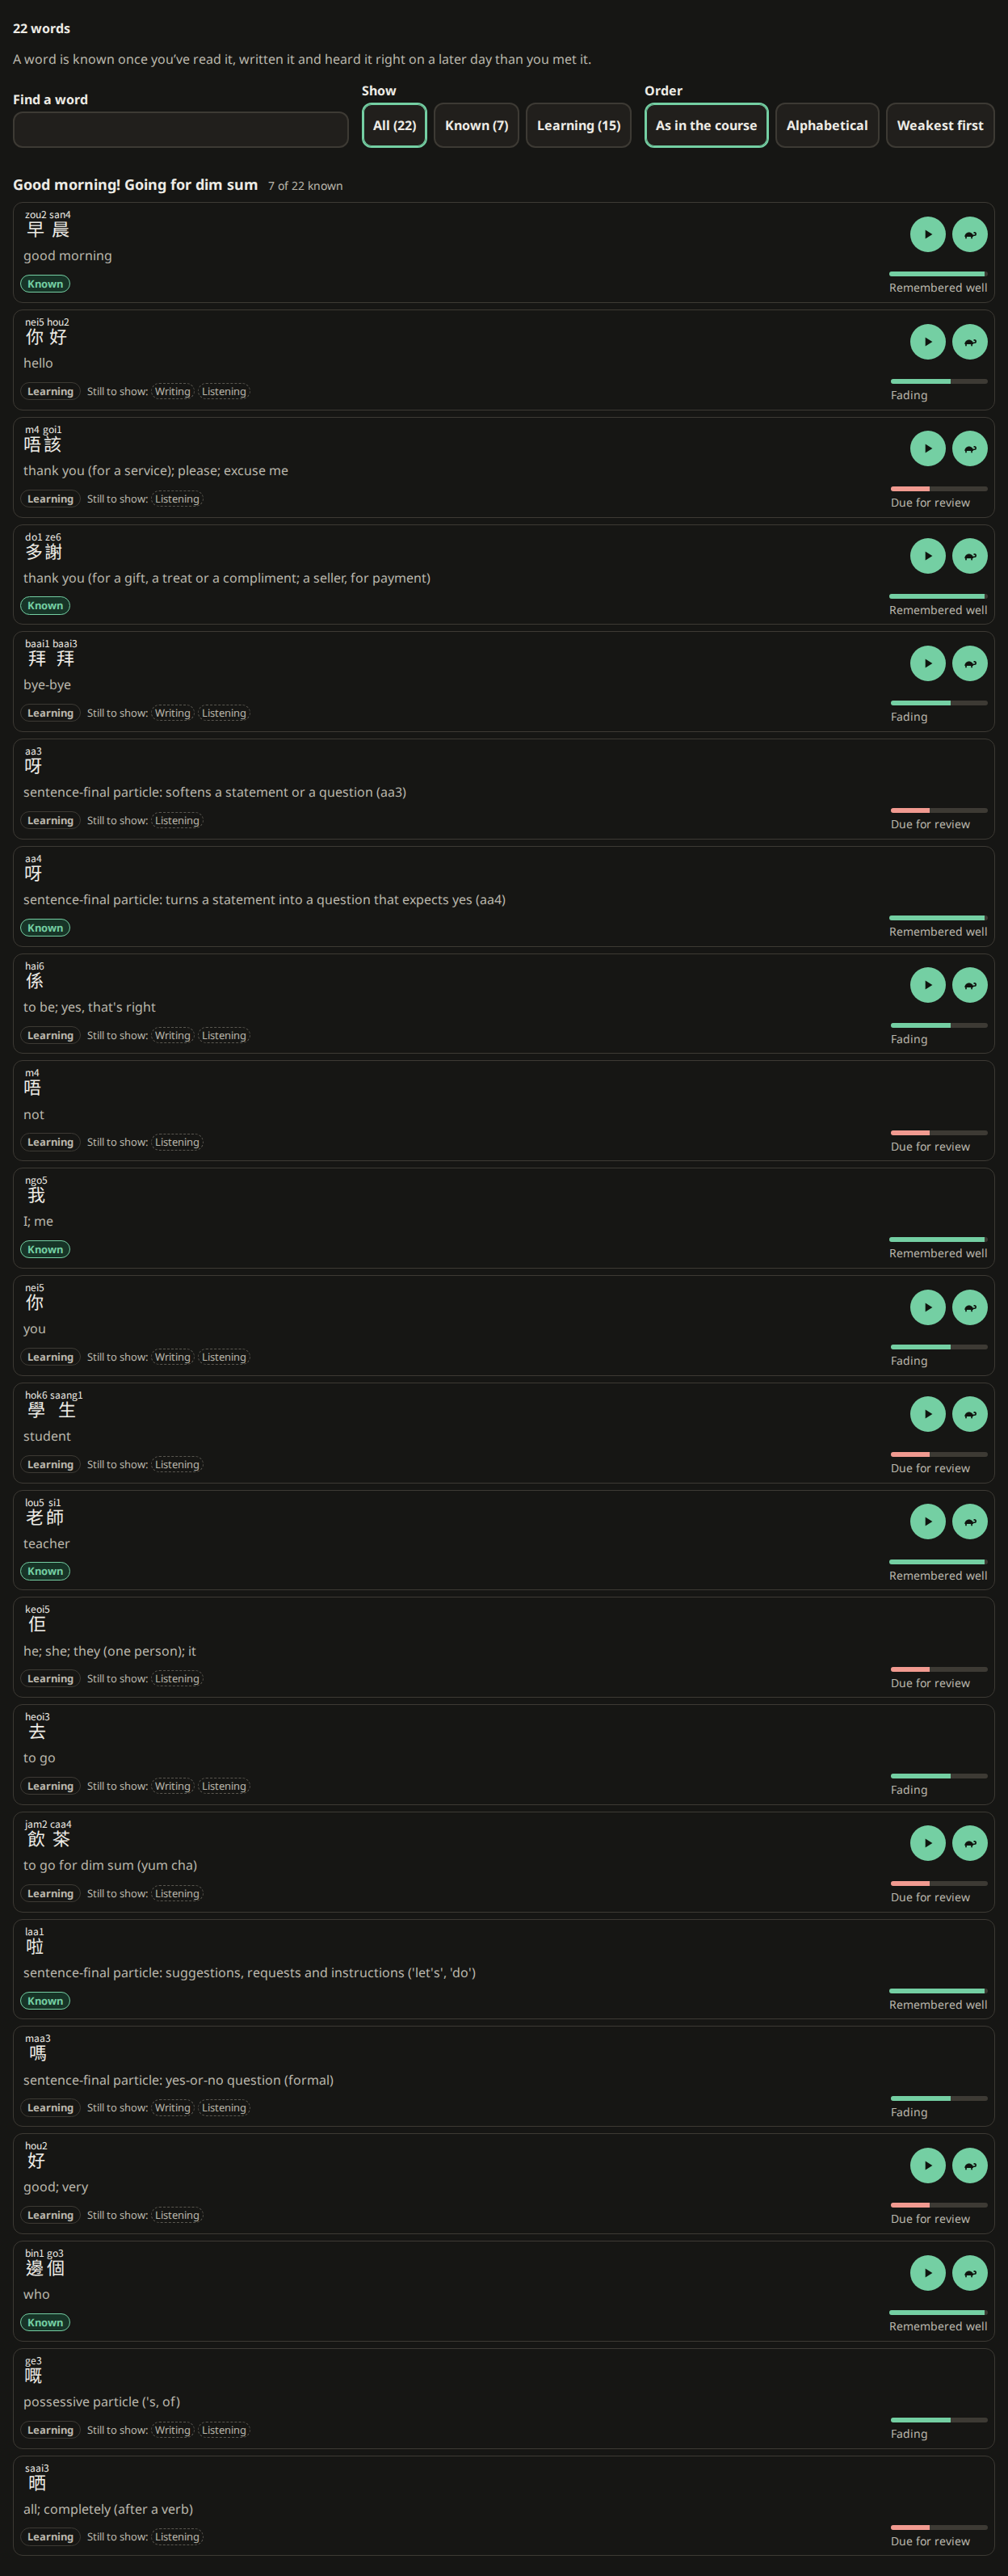 22 words
A word is known once you've read it, written it and heard it right on a later day than you met it.
Find a word
Show
All (22) Known (7) Learning (15)
Order
As in the course Alphabetical Weakest first
Good morning! Going for dim sum 7 of 22 known
zou2 san4
早晨
good morning
Known
Remembered well
nei5 hou2
你好
hello
Learning Still to show: Writing Listening
Fading
m4 goi1
唔該
thank you (for a service); please; excuse me
Learning Still to show: Listening
Due for review
do1 ze6
多謝
thank you (for a gift, a treat or a compliment; a seller, for payment)
Known
Remembered well
baai1 baai3
拜拜
bye-bye
Learning Still to show: Writing Listening
Fading
aa3
呀
sentence-final particle: softens a statement or a question (aa3)
Learning Still to show: Listening
Due for review
aa4
呀
sentence-final particle: turns a statement into a question that expects yes (aa4)
Known
Remembered well
hai6
係
to be; yes, that's right
Learning Still to show: Writing Listening
Fading
m4
唔
not
Learning Still to show: Listening
Due for review
ngo5
我
I; me
Known
Remembered well
nei5
你
you
Learning Still to show: Writing Listening
Fading
hok6 saang1
學生
student
Learning Still to show: Listening
Due for review
lou5 si1
老師
teacher
Known
Remembered well
keoi5
佢
he; she; they (one person); it
Learning Still to show: Listening
Due for review
heoi3
去
to go
Learning Still to show: Writing Listening
Fading
jam2 caa4
飲茶
to go for dim sum (yum cha)
Learning Still to show: Listening
Due for review
laa1
啦
sentence-final particle: suggestions, requests and instructions ('let's', 'do')
Known
Remembered well
maa3
嗎
sentence-final particle: yes-or-no question (formal)
Learning Still to show: Writing Listening
Fading
hou2
好
good; very
Learning Still to show: Listening
Due for review
bin1 go3
邊個
who
Known
Remembered well
ge3
嘅
possessive particle ('s, of)
Learning Still to show: Writing Listening
Fading
saai3
晒
all; completely (after a verb)
Learning Still to show: Listening
Due for review